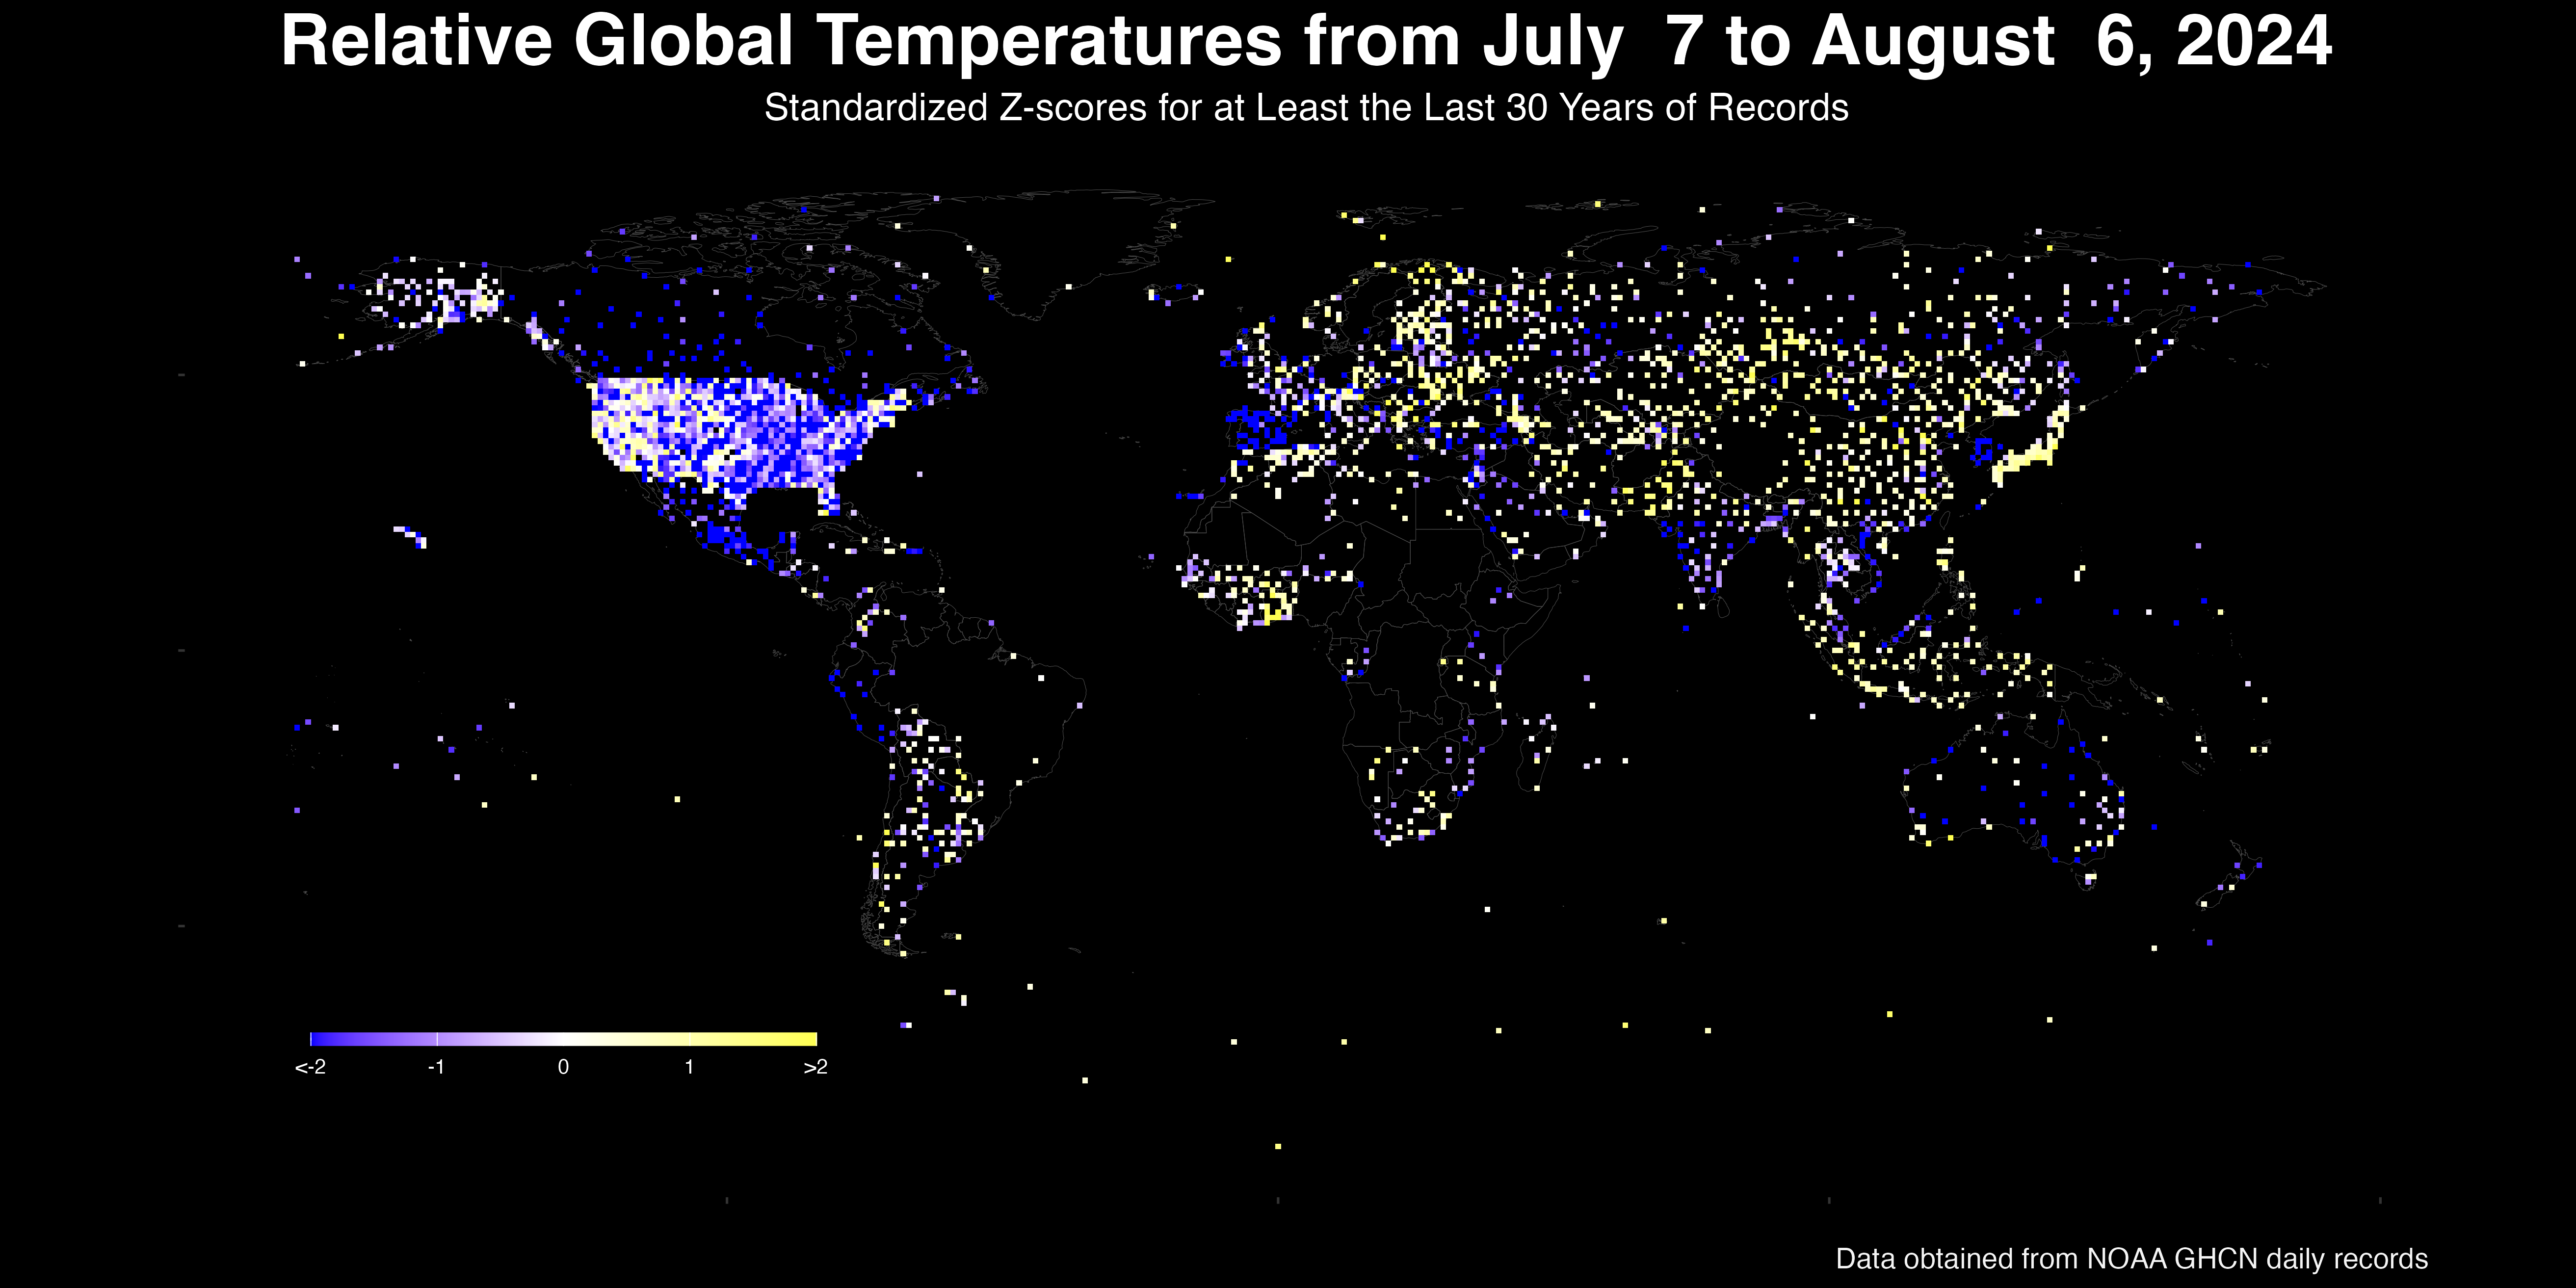 Relative Global Temperatures from July  7 to August  6, 2024
Standardized Z-scores for at Least the Last 30 Years of Records
<-2 -1 0 1 >2
Data obtained from NOAA GHCN daily records